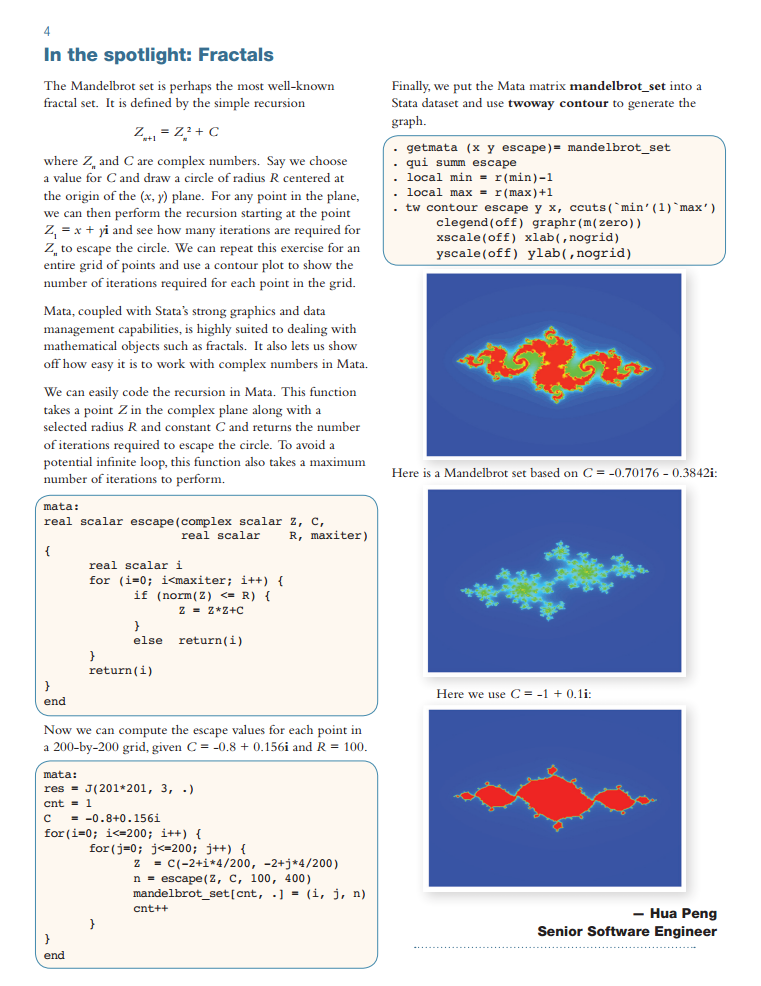 4
In the spotlight: Fractals
The Mandelbrot set is perhaps the most well-known
fractal set. It is defined by the simple recursion
Zn+1 = Zn² + C
where Zn and C are complex numbers. Say we choose
a value for C and draw a circle of radius R centered at
the origin of the (x, y) plane. For any point in the plane,
we can then perform the recursion starting at the point
Z1 = x + yi and see how many iterations are required for
Zn to escape the circle. We can repeat this exercise for an
entire grid of points and use a contour plot to show the
number of iterations required for each point in the grid.
Mata, coupled with Stata's strong graphics and data
management capabilities, is highly suited to dealing with
mathematical objects such as fractals. It also lets us show
off how easy it is to work with complex numbers in Mata.
We can easily code the recursion in Mata. This function
takes a point Z in the complex plane along with a
selected radius R and constant C and returns the number
of iterations required to escape the circle. To avoid a
potential infinite loop, this function also takes a maximum
number of iterations to perform.
mata:
real scalar escape(complex scalar Z, C,
real scalar R, maxiter)
{
real scalar i
for (i=0; i<maxiter; i++) {
if (norm(Z) <= R) {
Z = Z*Z+C
}
else return(i)
}
return(i)
}
end
Now we can compute the escape values for each point in
a 200-by-200 grid, given C = -0.8 + 0.156i and R = 100.
mata:
res = J(201*201, 3, .)
cnt = 1
C = -0.8+0.156i
for(i=0; i<=200; i++) {
for(j=0; j<=200; j++) {
Z = C(-2+i*4/200, -2+j*4/200)
n = escape(Z, C, 100, 400)
mandelbrot_set[cnt, .] = (i, j, n)
cnt++
}
}
end
Finally, we put the Mata matrix mandelbrot_set into a
Stata dataset and use twoway contour to generate the
graph.
. getmata (x y escape)= mandelbrot_set
. qui summ escape
. local min = r(min)-1
. local max = r(max)+1
. tw contour escape y x, ccuts(`min'(1)`max')
clegend(off) graphr(m(zero))
xscale(off) xlab(,nogrid)
yscale(off) ylab(,nogrid)
Here is a Mandelbrot set based on C = -0.70176 - 0.3842i:
Here we use C = -1 + 0.1i:
— Hua Peng
Senior Software Engineer